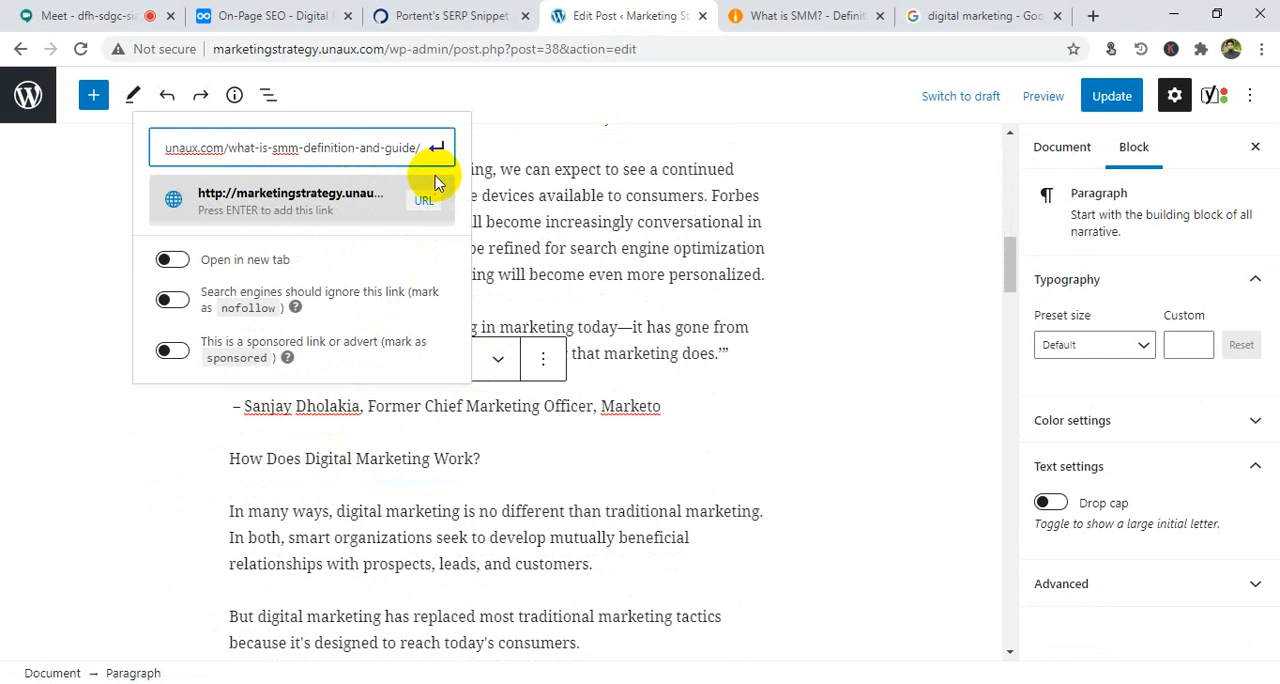 Meet - dfh-sdgc-si
On-Page SEO - Digital M
Portent's SERP Snippet
Edit Post ‹ Marketing St
What is SMM? - Definiti
digital marketing - Goo
Not secure
marketingstrategy.unaux.com/wp-admin/post.php?post=38&action=edit
K
Switch to draft
Preview
Update
unaux.com/what-is-smm-definition-and-guide/
http://marketingstrategy.unau...
Press ENTER to add this link
URL
Open in new tab
Search engines should ignore this link (mark
as nofollow )
This is a sponsored link or advert (mark as
sponsored )
ing, we can expect to see a continued
e devices available to consumers. Forbes
ll become increasingly conversational in
be refined for search engine optimization
ing will become even more personalized.
g in marketing today—it has gone from
that marketing does.’”
– Sanjay Dholakia, Former Chief Marketing Officer, Marketo
How Does Digital Marketing Work?
In many ways, digital marketing is no different than traditional marketing.
In both, smart organizations seek to develop mutually beneficial
relationships with prospects, leads, and customers.
But digital marketing has replaced most traditional marketing tactics
because it's designed to reach today's consumers.
Document
Block
Paragraph
Start with the building block of all
narrative.
Typography
Preset size
Custom
Default
Reset
Color settings
Text settings
Drop cap
Toggle to show a large initial letter.
Advanced
Document → Paragraph